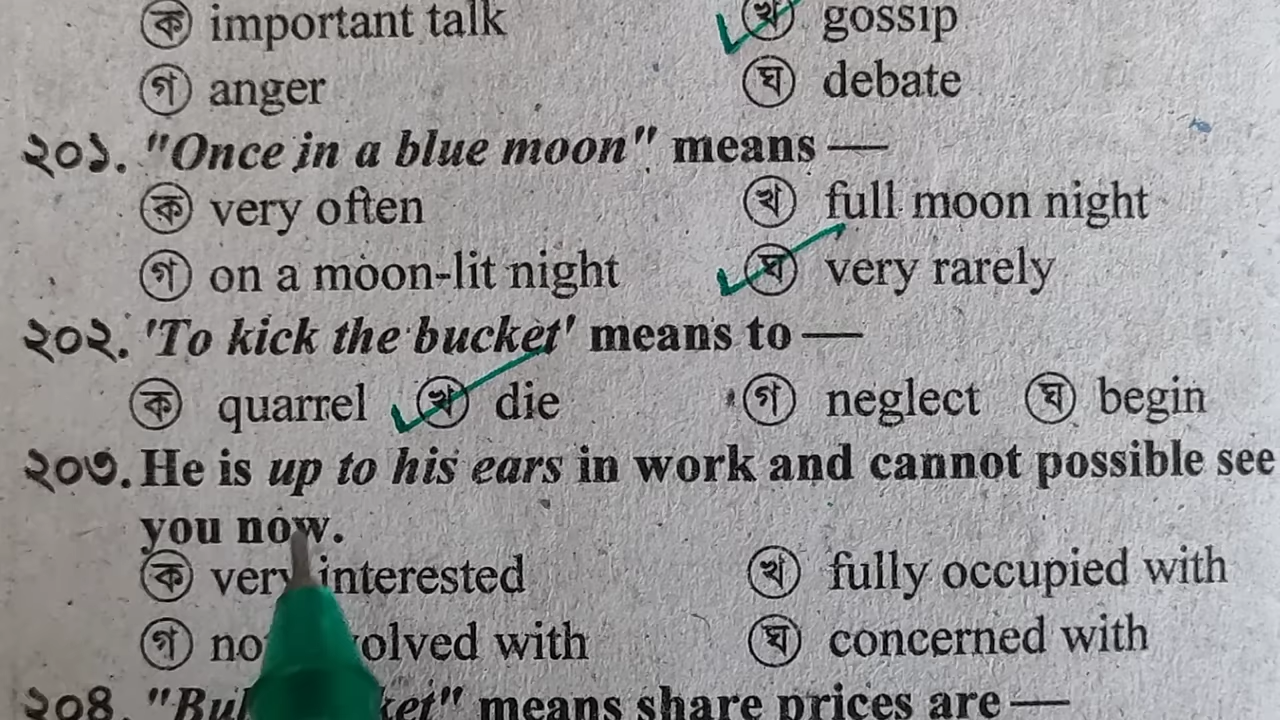 ক important talk খ gossip
গ anger ঘ debate
২০১. "Once in a blue moon" means —
ক very often খ full moon night
গ on a moon-lit night ঘ very rarely
২০২. 'To kick the bucket' means to —
ক quarrel খ die গ neglect ঘ begin
২০৩. He is up to his ears in work and cannot possible see
you now.
ক very interested খ fully occupied with
গ with ঘ concerned with
২০৪. means share prices are —